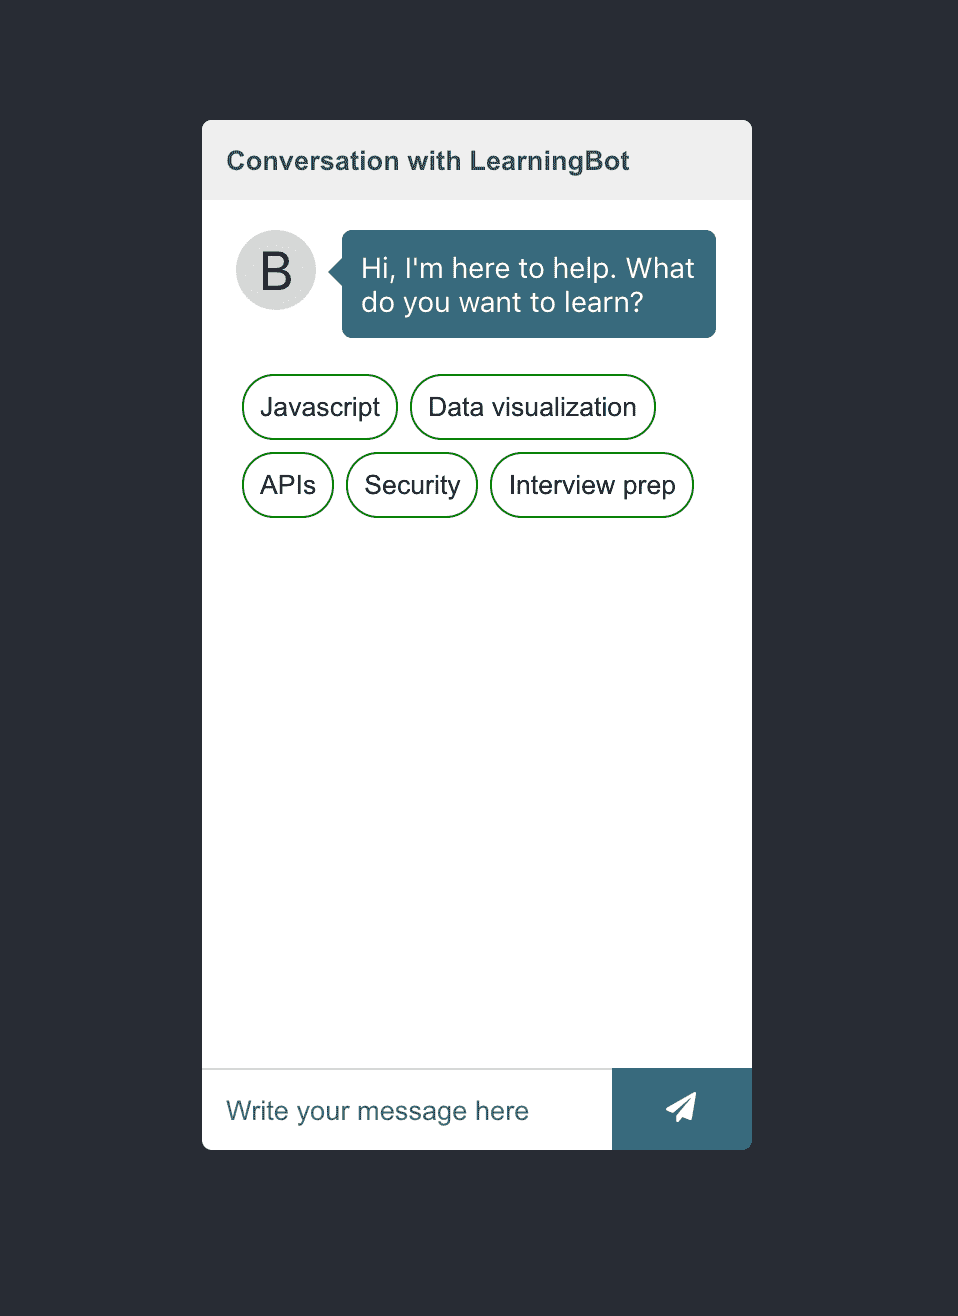 Conversation with LearningBot
B
Hi, I'm here to help. What
do you want to learn?
Javascript
Data visualization
APIs
Security
Interview prep
Write your message here